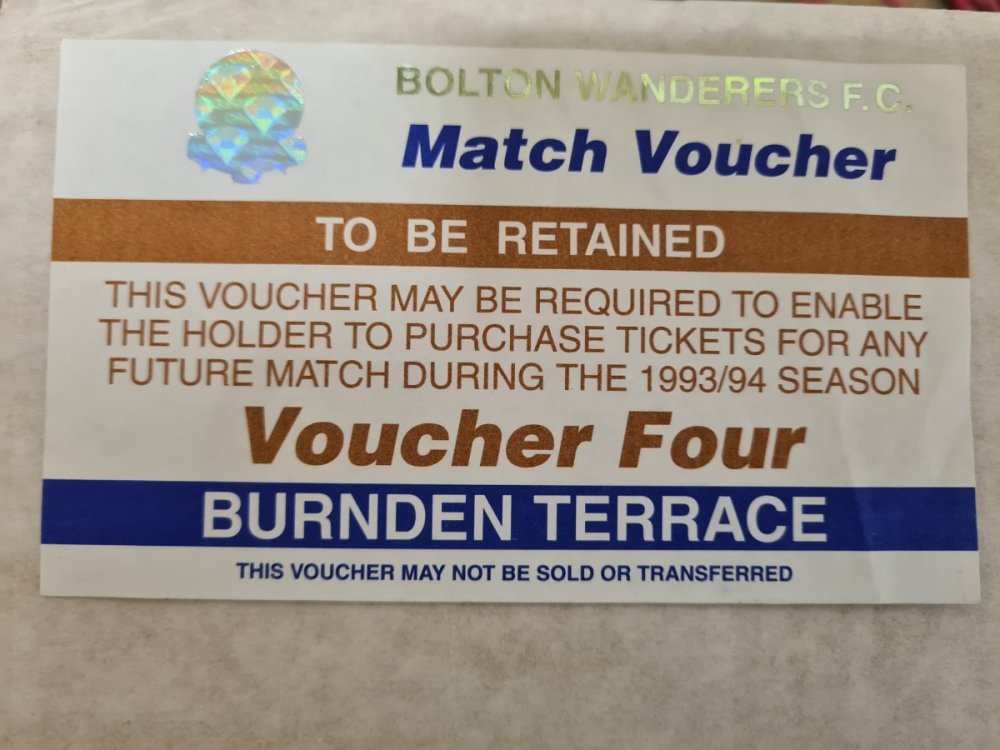 BOLTON WANDERERS F.C.
Match Voucher
TO BE RETAINED
THIS VOUCHER MAY BE REQUIRED TO ENABLE
THE HOLDER TO PURCHASE TICKETS FOR ANY
FUTURE MATCH DURING THE 1993/94 SEASON
Voucher Four
BURNDEN TERRACE
THIS VOUCHER MAY NOT BE SOLD OR TRANSFERRED